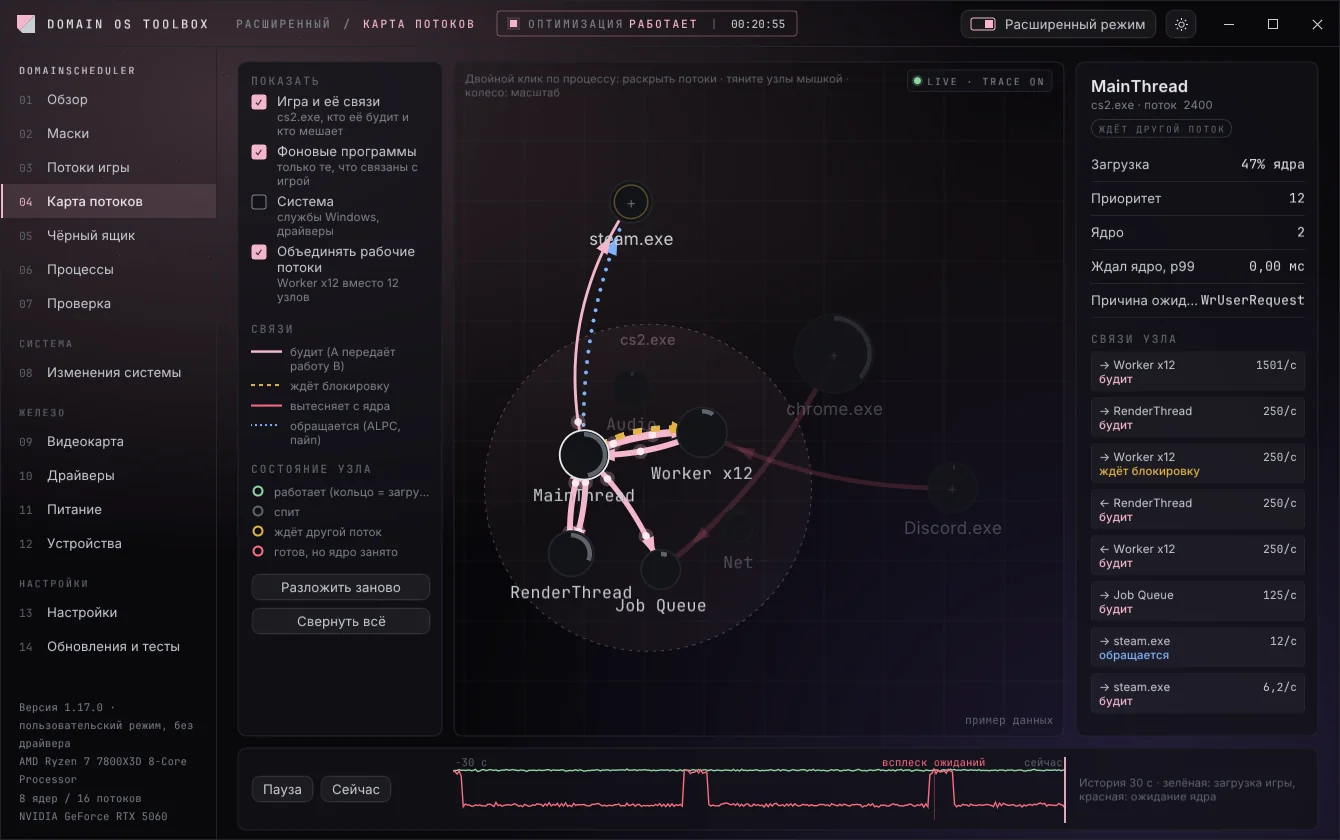 DOMAIN OS TOOLBOX
РАСШИРЕННЫЙ / КАРТА ПОТОКОВ
ОПТИМИЗАЦИЯ РАБОТАЕТ | 00:20:55
Расширенный режим
DOMAINSCHEDULER
01 Обзор
02 Маски
03 Потоки игры
04 Карта потоков
05 Чёрный ящик
06 Процессы
07 Проверка
СИСТЕМА
08 Изменения системы
ЖЕЛЕЗО
09 Видеокарта
10 Драйверы
11 Питание
12 Устройства
НАСТРОЙКИ
13 Настройки
14 Обновления и тесты
Версия 1.17.0 ·
пользовательский режим, без
драйвера
AMD Ryzen 7 7800X3D 8-Core
Processor
8 ядер / 16 потоков
NVIDIA GeForce RTX 5060
ПОКАЗАТЬ
Игра и её связи
cs2.exe, кто её будит и
кто мешает
Фоновые программы
только те, что связаны с
игрой
Система
службы Windows,
драйверы
Объединять рабочие
потоки
Worker x12 вместо 12
узлов
СВЯЗИ
будит (A передаёт
работу B)
ждёт блокировку
вытесняет с ядра
обращается (ALPC,
пайп)
СОСТОЯНИЕ УЗЛА
работает (кольцо = загру...
спит
ждёт другой поток
готов, но ядро занято
Разложить заново
Свернуть всё
Двойной клик по процессу: раскрыть потоки · тяните узлы мышкой ·
колесо: масштаб
LIVE · TRACE ON
steam.exe
cs2.exe
chrome.exe
Audio
Worker x12
MainThread
Discord.exe
Net
RenderThread
Job Queue
пример данных
MainThread
cs2.exe · поток 2400
ЖДЁТ ДРУГОЙ ПОТОК
Загрузка 47% ядра
Приоритет 12
Ядро 2
Ждал ядро, p99 0,00 мс
Причина ожид... WrUserRequest
СВЯЗИ УЗЛА
→ Worker x12 1501/с
будит
→ RenderThread 250/с
будит
→ Worker x12 250/с
ждёт блокировку
← RenderThread 250/с
будит
← Worker x12 250/с
будит
→ Job Queue 125/с
будит
→ steam.exe 12/с
обращается
→ steam.exe 6,2/с
будит
Пауза
Сейчас
-30 с
всплеск ожиданий
сейчас
История 30 с · зелёная: загрузка игры,
красная: ожидание ядра